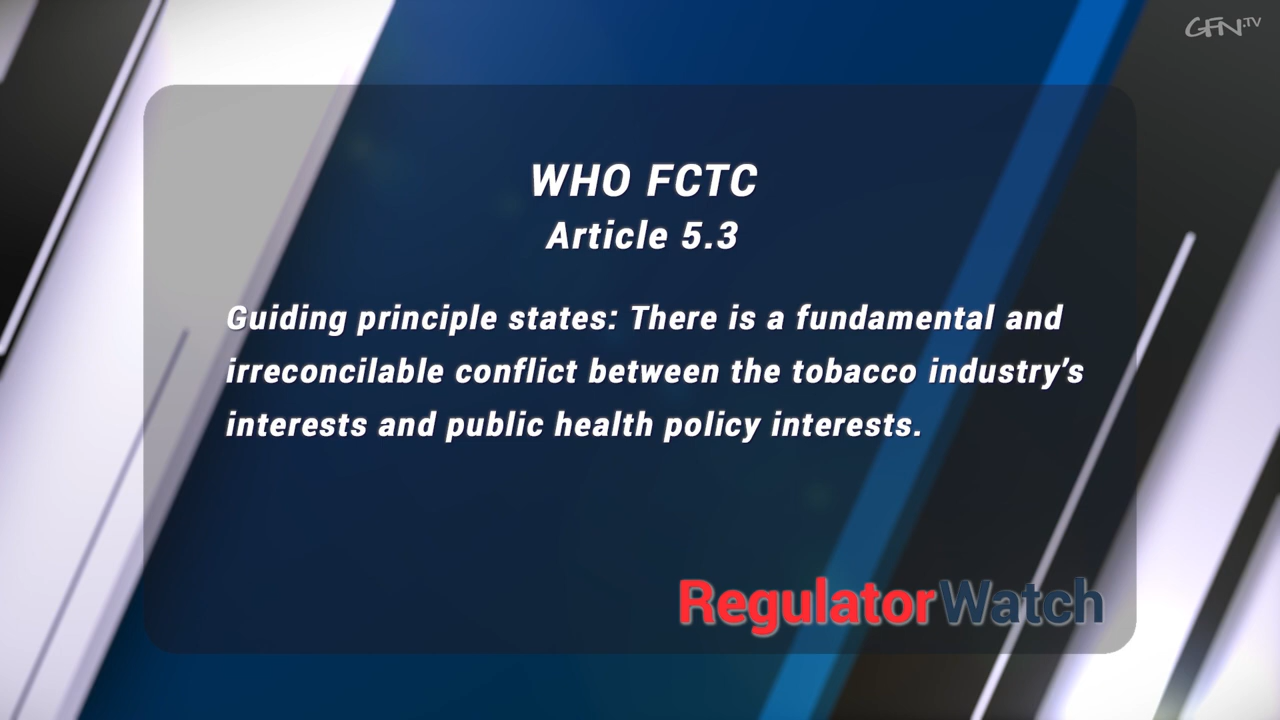 GFN.TV
WHO FCTC
Article 5.3
Guiding principle states: There is a fundamental and
irreconcilable conflict between the tobacco industry’s
interests and public health policy interests.
RegulatorWatch